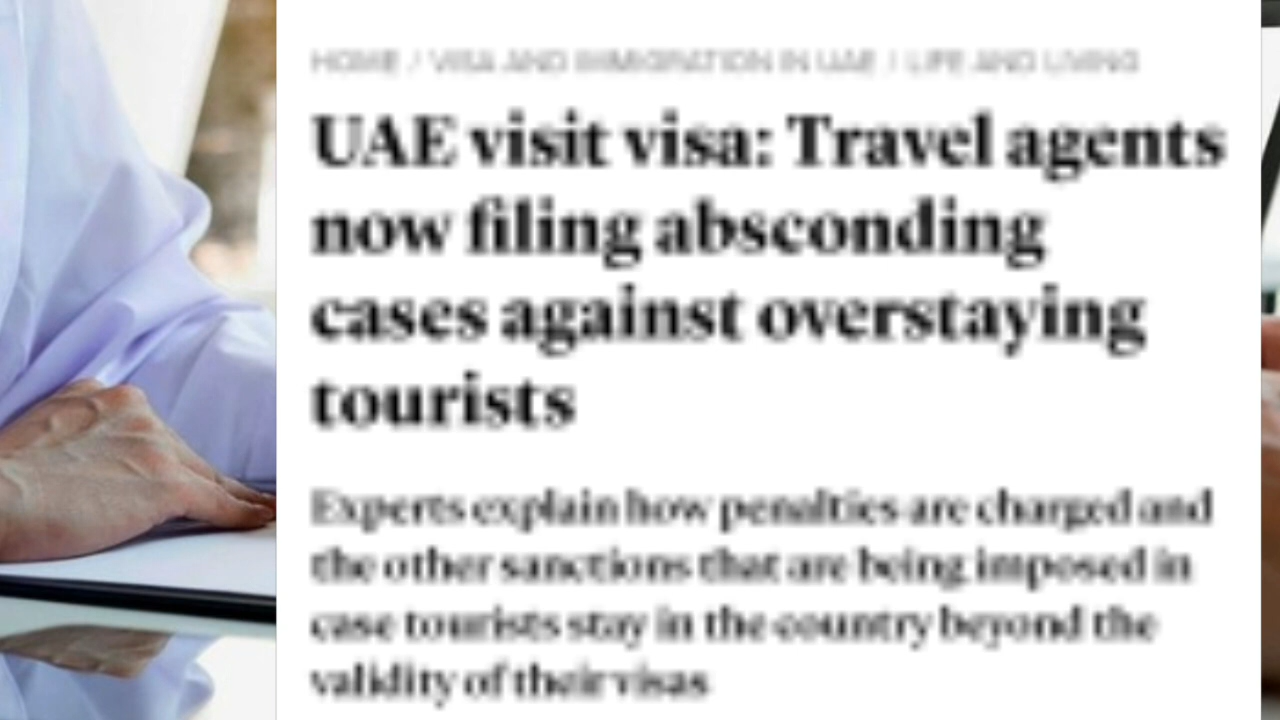 HOME / VISA AND IMMIGRATION IN UAE / LIFE AND LIVING
UAE visit visa: Travel agents
now filing absconding
cases against overstaying
tourists
Experts explain how penalties are charged and
the other sanctions that are being imposed in
case tourists stay in the country beyond the
validity of their visas